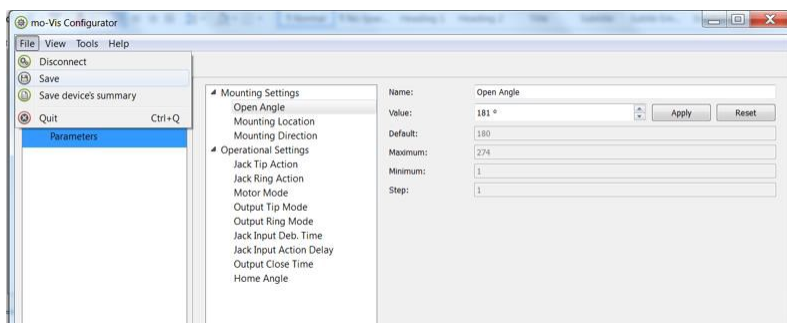 mo-Vis Configurator
File View Tools Help
Disconnect
Save
Save device's summary
Quit Ctrl+Q
Parameters
Mounting Settings
Open Angle
Mounting Location
Mounting Direction
Operational Settings
Jack Tip Action
Jack Ring Action
Motor Mode
Output Tip Mode
Output Ring Mode
Jack Input Deb. Time
Jack Input Action Delay
Output Close Time
Home Angle
Name: Open Angle
Value: 181 ° Apply Reset
Default: 180
Maximum: 274
Minimum: 1
Step: 1